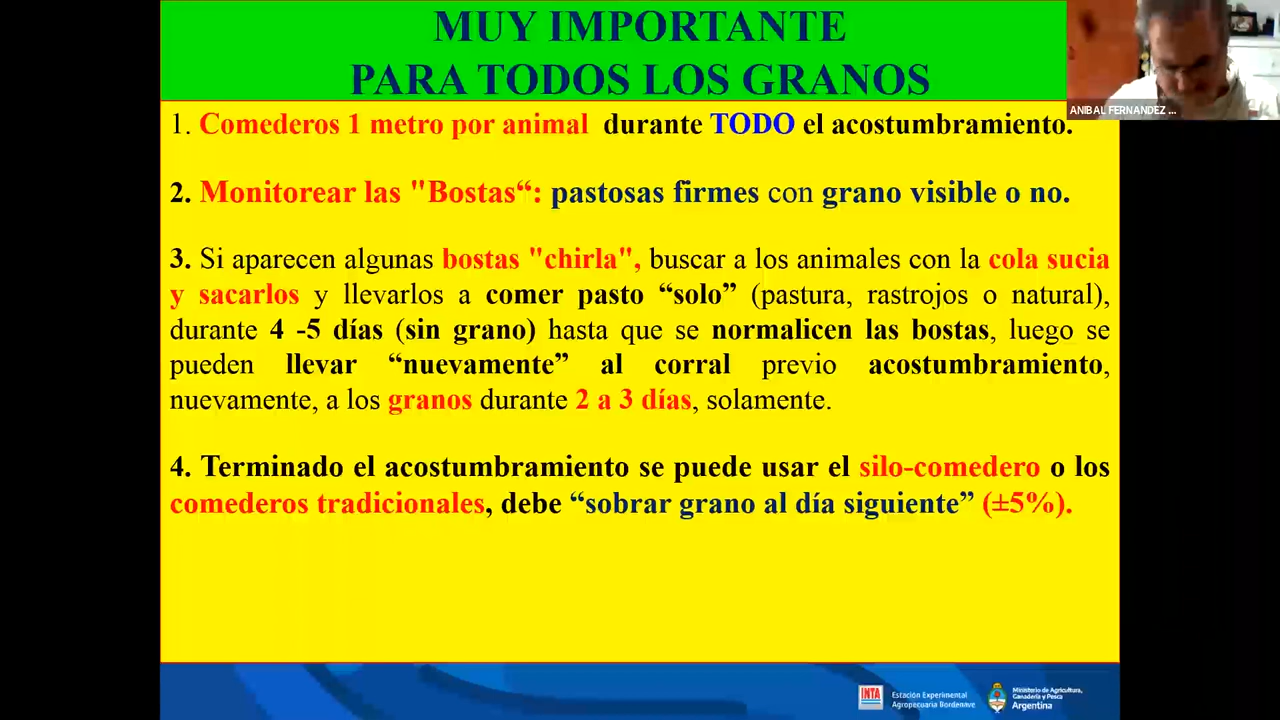 MUY IMPORTANTE
PARA TODOS LOS GRANOS
ANIBAL FERNANDEZ ...
1. Comederos 1 metro por animal durante TODO el acostumbramiento.
2. Monitorear las "Bostas“: pastosas firmes con grano visible o no.
3. Si aparecen algunas bostas "chirla", buscar a los animales con la cola sucia
y sacarlos y llevarlos a comer pasto “solo” (pastura, rastrojos o natural),
durante 4 -5 días (sin grano) hasta que se normalicen las bostas, luego se
pueden llevar “nuevamente” al corral previo acostumbramiento,
nuevamente, a los granos durante 2 a 3 días, solamente.
4. Terminado el acostumbramiento se puede usar el silo-comedero o los
comederos tradicionales, debe “sobrar grano al día siguiente” (±5%).
INTA
Estación Experimental
Agropecuaria Bordenave
Ministerio de Agricultura,
Ganadería y Pesca
Argentina